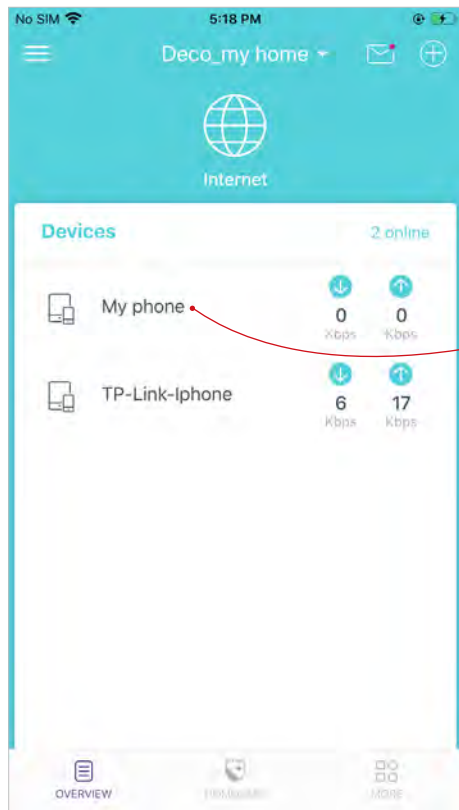 No SIM 5:18 PM
Deco_my home
Internet
Devices 2 online
My phone 0 0
Kbps Kbps
TP-Link-Iphone 6 17
Kbps Kbps
OVERVIEW MORE